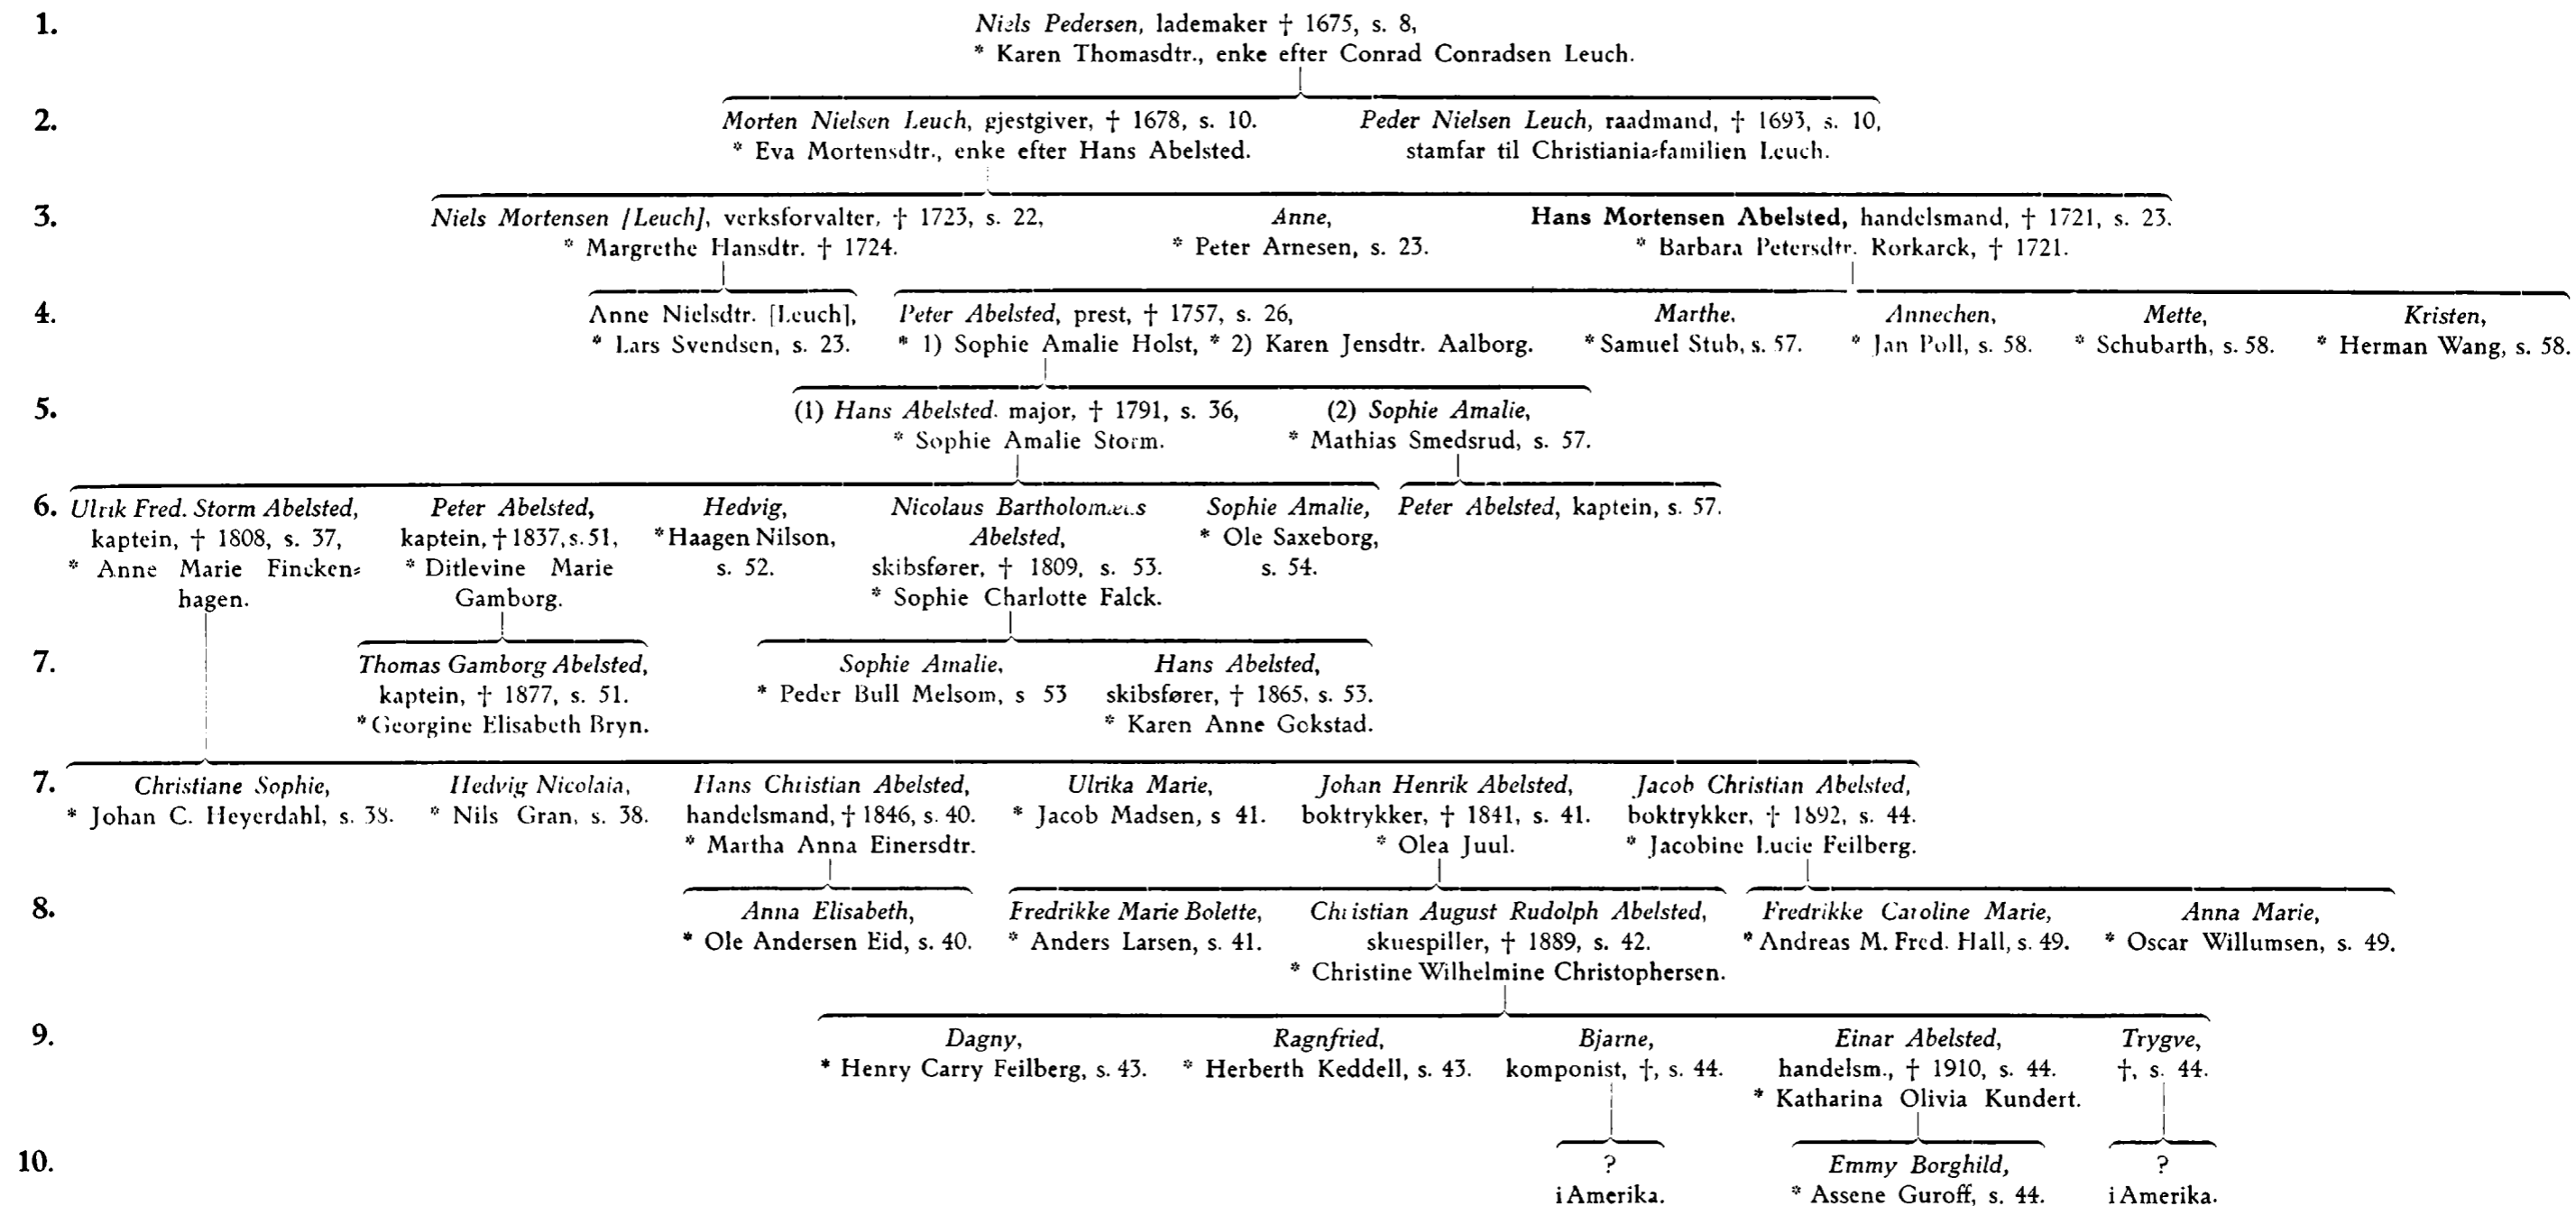 1.
Niels Pedersen, lademaker † 1675, s. 8,
* Karen Thomasdtr., enke efter Conrad Conradsen Leuch.
2.
Morten Nielsen Leuch, gjestgiver, † 1678, s. 10.
* Eva Mortensdtr., enke efter Hans Abelsted.
Peder Nielsen Leuch, raadmand, † 1693, s. 10,
stamfar til Christiania-familien Leuch.
3.
Niels Mortensen [Leuch], verksforvalter, † 1723, s. 22,
* Margrethe Hansdtr. † 1724.
Anne,
* Peter Arnesen, s. 23.
Hans Mortensen Abelsted, handelsmand, † 1721, s. 23.
* Barbara Petersdtr. Rorkarck, † 1721.
4.
Anne Nielsdtr. [Leuch],
* Lars Svendsen, s. 23.
Peter Abelsted, prest, † 1757, s. 26,
* 1) Sophie Amalie Holst, * 2) Karen Jensdtr. Aalborg.
Marthe,
* Samuel Stub, s. 57.
Annechen,
* Jan Poll, s. 58.
Mette,
* Schubarth, s. 58.
Kristen,
* Herman Wang, s. 58.
5.
(1) Hans Abelsted. major, † 1791, s. 36,
* Sophie Amalie Storm.
(2) Sophie Amalie,
* Mathias Smedsrud, s. 57.
6.
Ulrik Fred. Storm Abelsted,
kaptein, † 1808, s. 37,
* Anne Marie Fincken-
hagen.
Peter Abelsted,
kaptein, † 1837, s. 51,
* Ditlevine Marie
Gamborg.
Hedvig,
* Haagen Nilson,
s. 52.
Nicolaus Bartholomæus
Abelsted,
skibsfører, † 1809, s. 53.
* Sophie Charlotte Falck.
Sophie Amalie,
* Ole Saxeborg,
s. 54.
Peter Abelsted, kaptein, s. 57.
7.
Thomas Gamborg Abelsted,
kaptein, † 1877, s. 51.
* Georgine Elisabeth Bryn.
Sophie Amalie,
* Peder Bull Melsom, s 53
Hans Abelsted,
skibsfører, † 1865, s. 53.
* Karen Anne Gokstad.
7.
Christiane Sophie,
* Johan C. Heyerdahl, s. 38.
Hedvig Nicolaia,
* Nils Gran, s. 38.
Hans Christian Abelsted,
handelsmand, † 1846, s. 40.
* Martha Anna Einersdtr.
Ulrika Marie,
* Jacob Madsen, s 41.
Johan Henrik Abelsted,
boktrykker, † 1841, s. 41.
* Olea Juul.
Jacob Christian Abelsted,
boktrykker, † 1892, s. 44.
* Jacobine Lucie Feilberg.
8.
Anna Elisabeth,
* Ole Andersen Eid, s. 40.
Fredrikke Marie Bolette,
* Anders Larsen, s. 41.
Christian August Rudolph Abelsted,
skuespiller, † 1889, s. 42.
* Christine Wilhelmine Christophersen.
Fredrikke Caroline Marie,
* Andreas M. Fred. Hall, s. 49.
Anna Marie,
* Oscar Willumsen, s. 49.
9.
Dagny,
* Henry Carry Feilberg, s. 43.
Ragnfried,
* Herberth Keddell, s. 43.
Bjarne,
komponist, †, s. 44.
Einar Abelsted,
handelsm., † 1910, s. 44.
* Katharina Olivia Kundert.
Trygve,
†, s. 44.
10.
?
i Amerika.
Emmy Borghild,
* Assene Guroff, s. 44.
?
i Amerika.